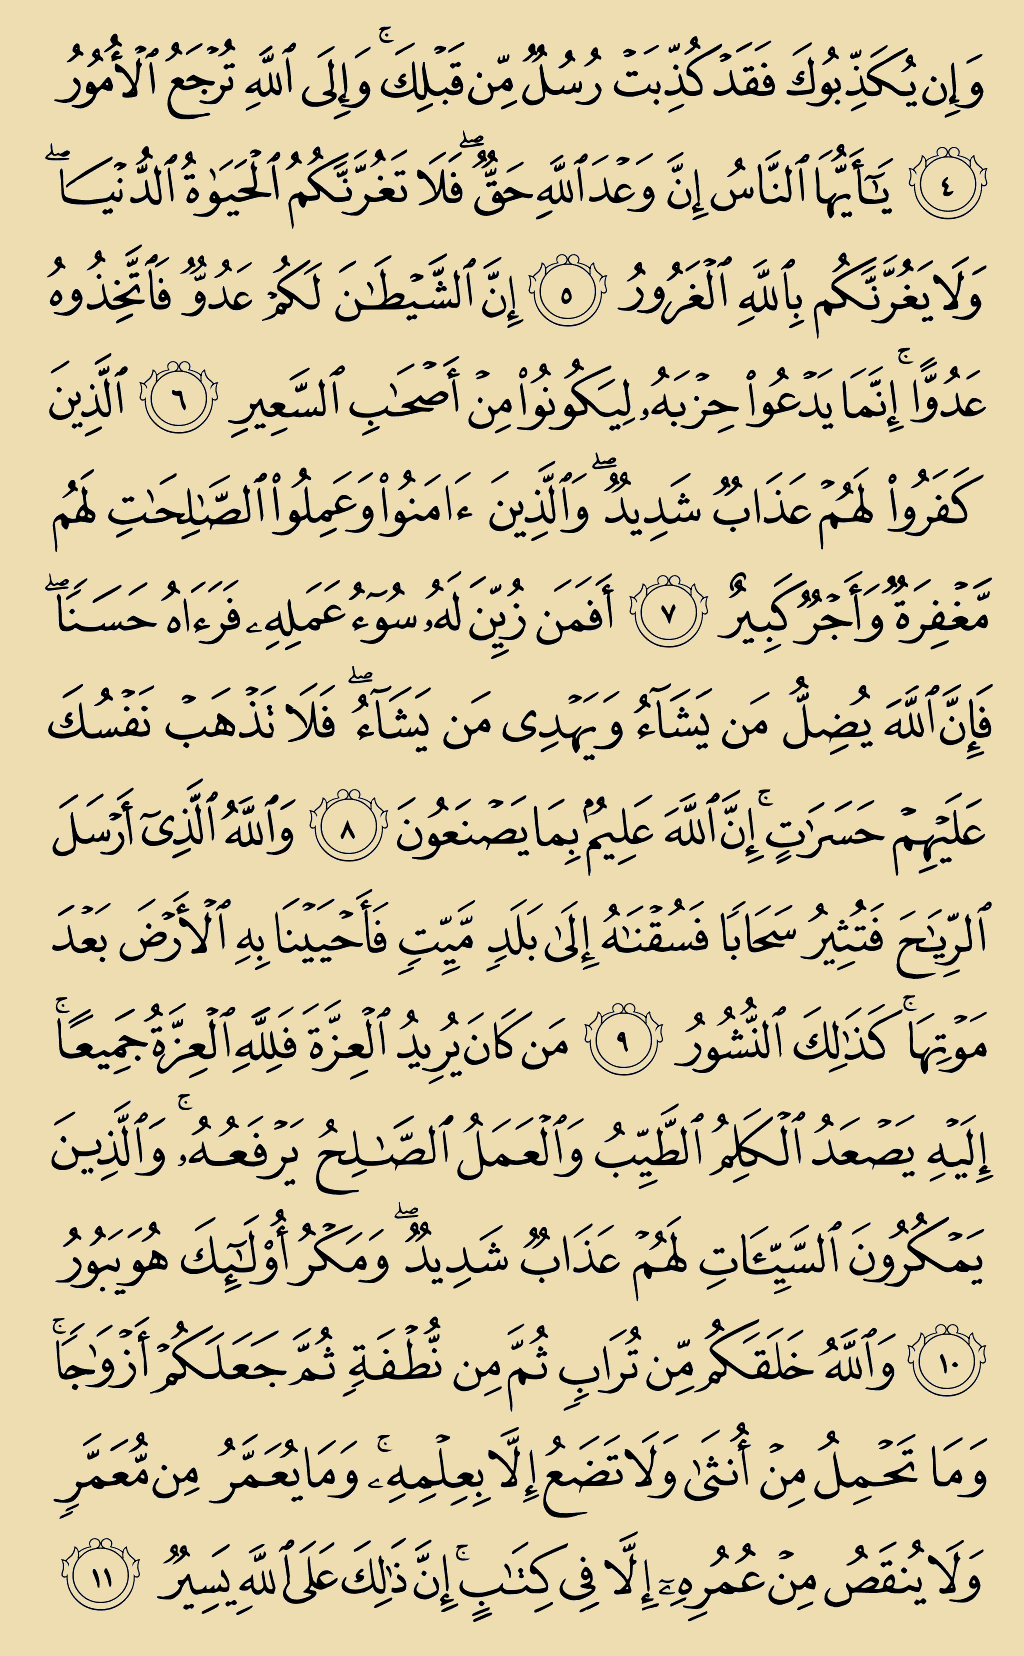 وَإِن يُكَذِّبُوكَ فَقَدْ كُذِّبَتْ رُسُلٌ مِّن قَبْلِكَ ۚ وَإِلَى ٱللَّهِ تُرْجَعُ ٱلْأُمُورُ
٤ يَـٰٓأَيُّهَا ٱلنَّاسُ إِنَّ وَعْدَ ٱللَّهِ حَقٌّ ۖ فَلَا تَغُرَّنَّكُمُ ٱلْحَيَوٰةُ ٱلدُّنْيَا ۖ
وَلَا يَغُرَّنَّكُم بِٱللَّهِ ٱلْغَرُورُ ٥ إِنَّ ٱلشَّيْطَـٰنَ لَكُمْ عَدُوٌّ فَٱتَّخِذُوهُ
عَدُوًّا ۚ إِنَّمَا يَدْعُوا۟ حِزْبَهُۥ لِيَكُونُوا۟ مِنْ أَصْحَـٰبِ ٱلسَّعِيرِ ٦ ٱلَّذِينَ
كَفَرُوا۟ لَهُمْ عَذَابٌ شَدِيدٌ ۖ وَٱلَّذِينَ ءَامَنُوا۟ وَعَمِلُوا۟ ٱلصَّـٰلِحَـٰتِ لَهُم
مَّغْفِرَةٌ وَأَجْرٌ كَبِيرٌ ٧ أَفَمَن زُيِّنَ لَهُۥ سُوٓءُ عَمَلِهِۦ فَرَءَاهُ حَسَنًا ۖ
فَإِنَّ ٱللَّهَ يُضِلُّ مَن يَشَآءُ وَيَهْدِى مَن يَشَآءُ ۖ فَلَا تَذْهَبْ نَفْسُكَ
عَلَيْهِمْ حَسَرَٰتٍ ۚ إِنَّ ٱللَّهَ عَلِيمٌۢ بِمَا يَصْنَعُونَ ٨ وَٱللَّهُ ٱلَّذِىٓ أَرْسَلَ
ٱلرِّيَـٰحَ فَتُثِيرُ سَحَابًا فَسُقْنَـٰهُ إِلَىٰ بَلَدٍ مَّيِّتٍ فَأَحْيَيْنَا بِهِ ٱلْأَرْضَ بَعْدَ
مَوْتِهَا ۚ كَذَٰلِكَ ٱلنُّشُورُ ٩ مَن كَانَ يُرِيدُ ٱلْعِزَّةَ فَلِلَّهِ ٱلْعِزَّةُ جَمِيعًا ۚ
إِلَيْهِ يَصْعَدُ ٱلْكَلِمُ ٱلطَّيِّبُ وَٱلْعَمَلُ ٱلصَّـٰلِحُ يَرْفَعُهُۥ ۚ وَٱلَّذِينَ
يَمْكُرُونَ ٱلسَّيِّـَٔاتِ لَهُمْ عَذَابٌ شَدِيدٌ ۖ وَمَكْرُ أُو۟لَـٰٓئِكَ هُوَ يَبُورُ
١٠ وَٱللَّهُ خَلَقَكُم مِّن تُرَابٍ ثُمَّ مِن نُّطْفَةٍ ثُمَّ جَعَلَكُمْ أَزْوَٰجًا ۚ
وَمَا تَحْمِلُ مِنْ أُنثَىٰ وَلَا تَضَعُ إِلَّا بِعِلْمِهِۦ ۚ وَمَا يُعَمَّرُ مِن مُّعَمَّرٍ
وَلَا يُنقَصُ مِنْ عُمُرِهِۦٓ إِلَّا فِى كِتَـٰبٍ ۚ إِنَّ ذَٰلِكَ عَلَى ٱللَّهِ يَسِيرٌ ١١